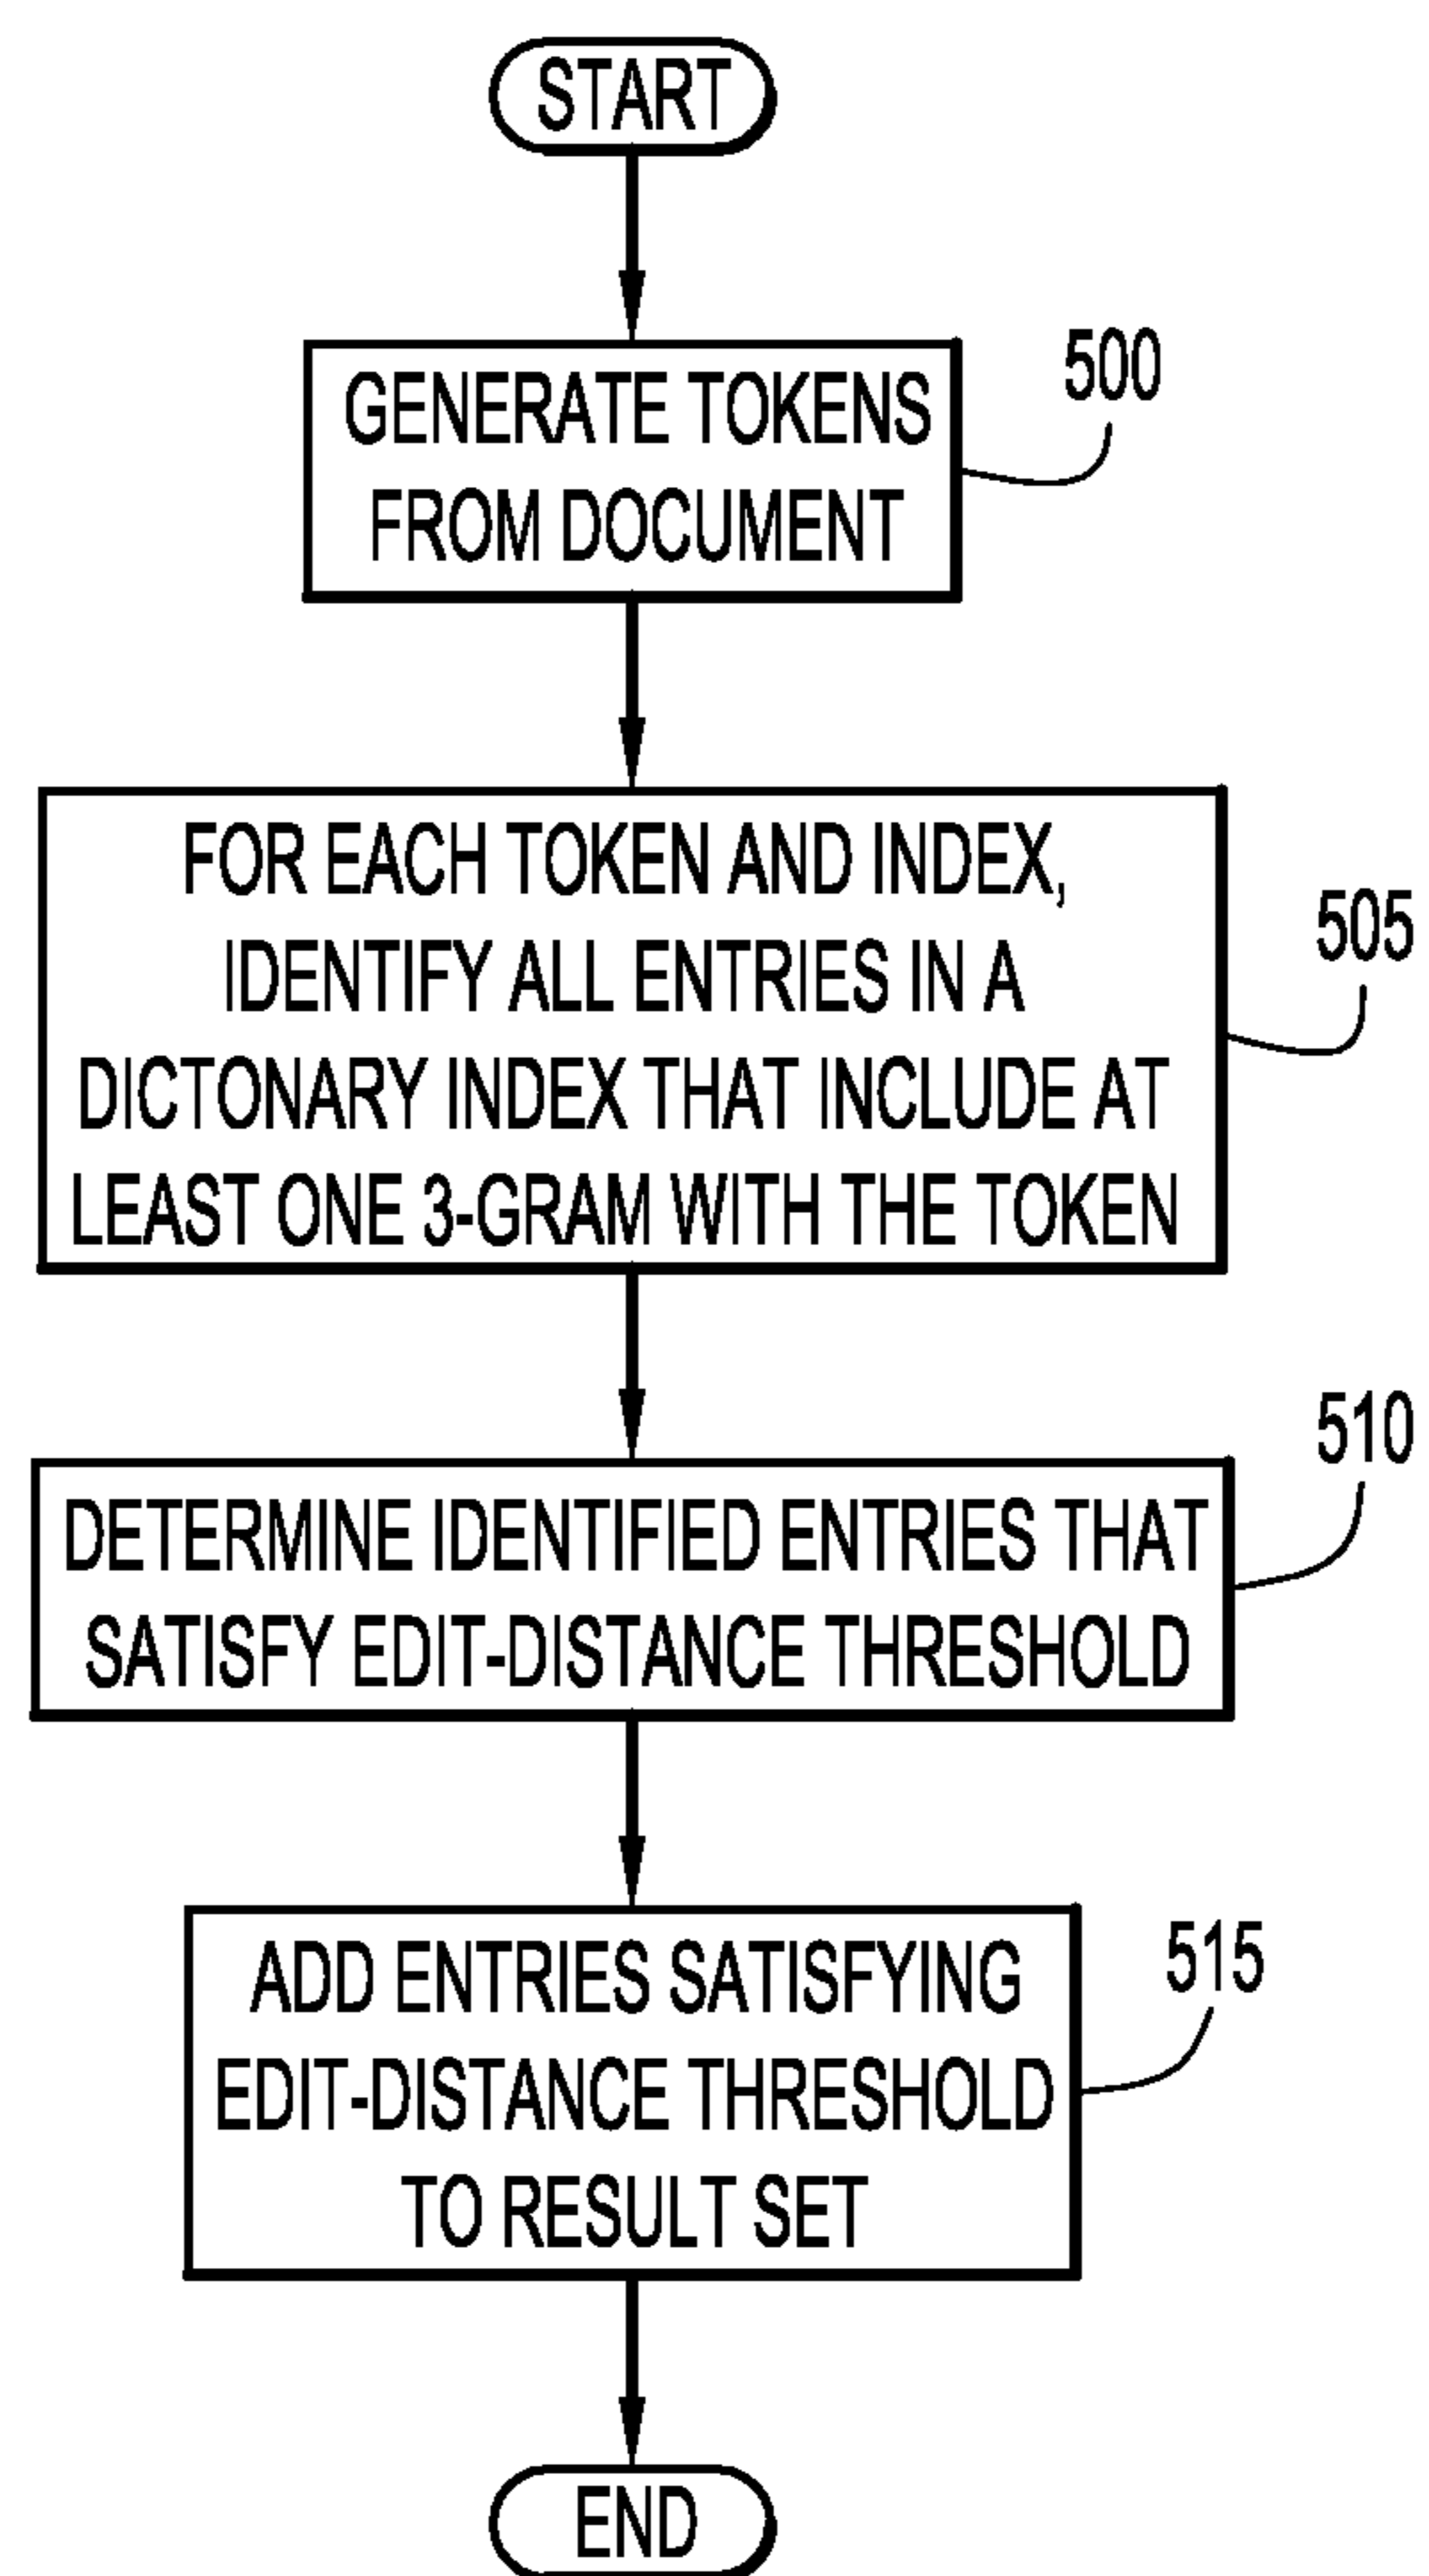 START
GENERATE TOKENS
FROM DOCUMENT
500
FOR EACH TOKEN AND INDEX,
IDENTIFY ALL ENTRIES IN A
DICTONARY INDEX THAT INCLUDE AT
LEAST ONE 3-GRAM WITH THE TOKEN
505
DETERMINE IDENTIFIED ENTRIES THAT
SATISFY EDIT-DISTANCE THRESHOLD
510
ADD ENTRIES SATISFYING
EDIT-DISTANCE THRESHOLD
TO RESULT SET
515
END